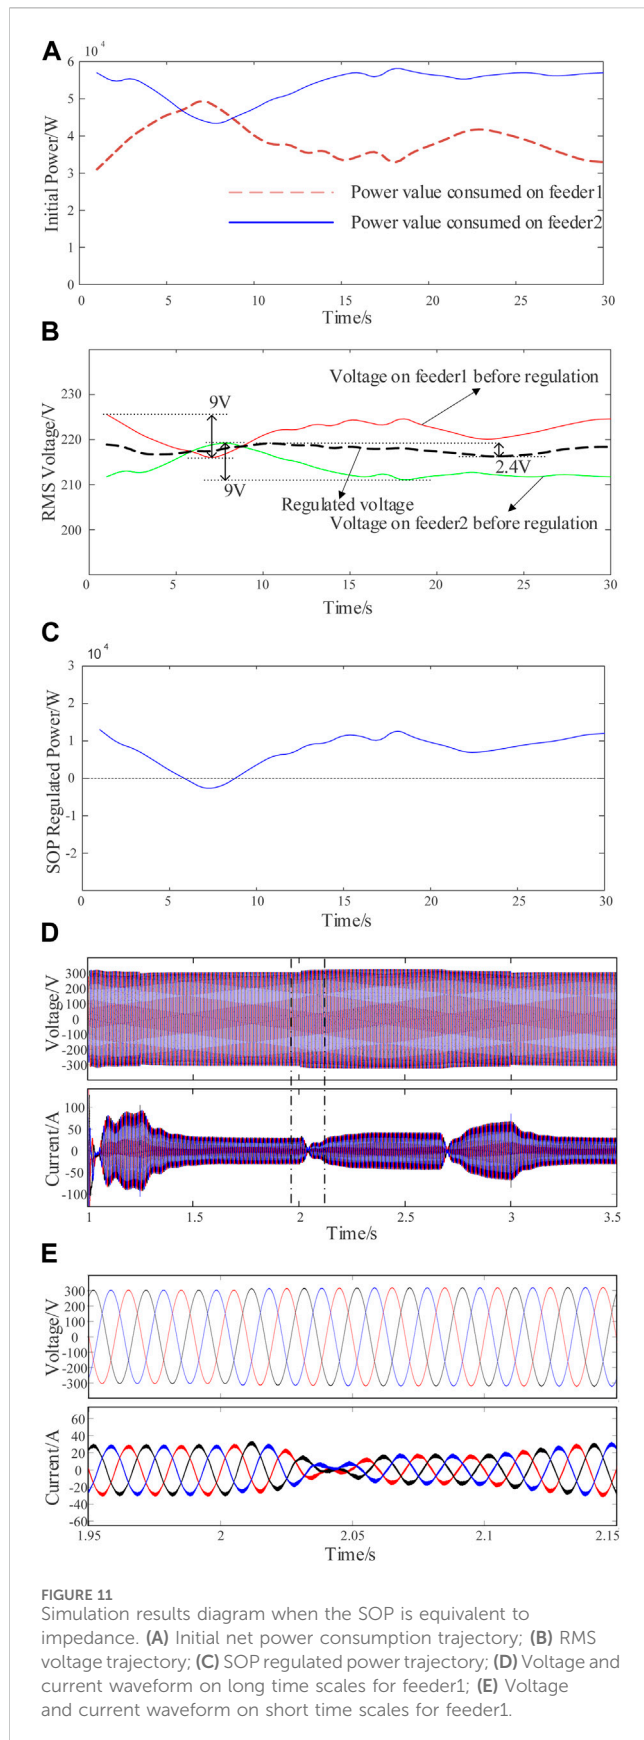 A
10⁴
6
5
4
3
2
1
0
Initial Power/W
Power value consumed on feeder1
Power value consumed on feeder2
0 5 10 15 20 25 30
Time/s
B
230
220
210
200
RMS Voltage/V
9V
Voltage on feeder1 before regulation
2.4V
9V
Regulated voltage
Voltage on feeder2 before regulation
0 5 10 15 20 25 30
Time/s
C
10⁴
3
2
1
0
-1
-2
SOP Regulated Power/W
0 5 10 15 20 25 30
Time/s
D
300
200
100
0
-100
-200
-300
Voltage/V
100
50
0
-50
-100
Current/A
1 1.5 2 2.5 3 3.5
Time/s
E
300
200
100
0
-100
-200
-300
Voltage/V
60
40
20
0
-20
-40
-60
Current/A
1.95 2 2.05 2.1 2.15
Time/s
FIGURE 11
Simulation results diagram when the SOP is equivalent to
impedance. (A) Initial net power consumption trajectory; (B) RMS
voltage trajectory; (C) SOP regulated power trajectory; (D) Voltage and
current waveform on long time scales for feeder1; (E) Voltage
and current waveform on short time scales for feeder1.